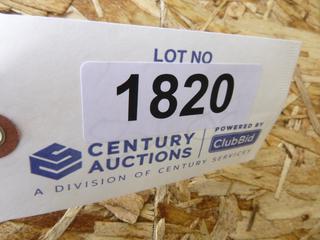 LOT NO
1820
CENTURY
AUCTIONS
POWERED BY
ClubBid
A DIVISION OF CENTURY SERVICES